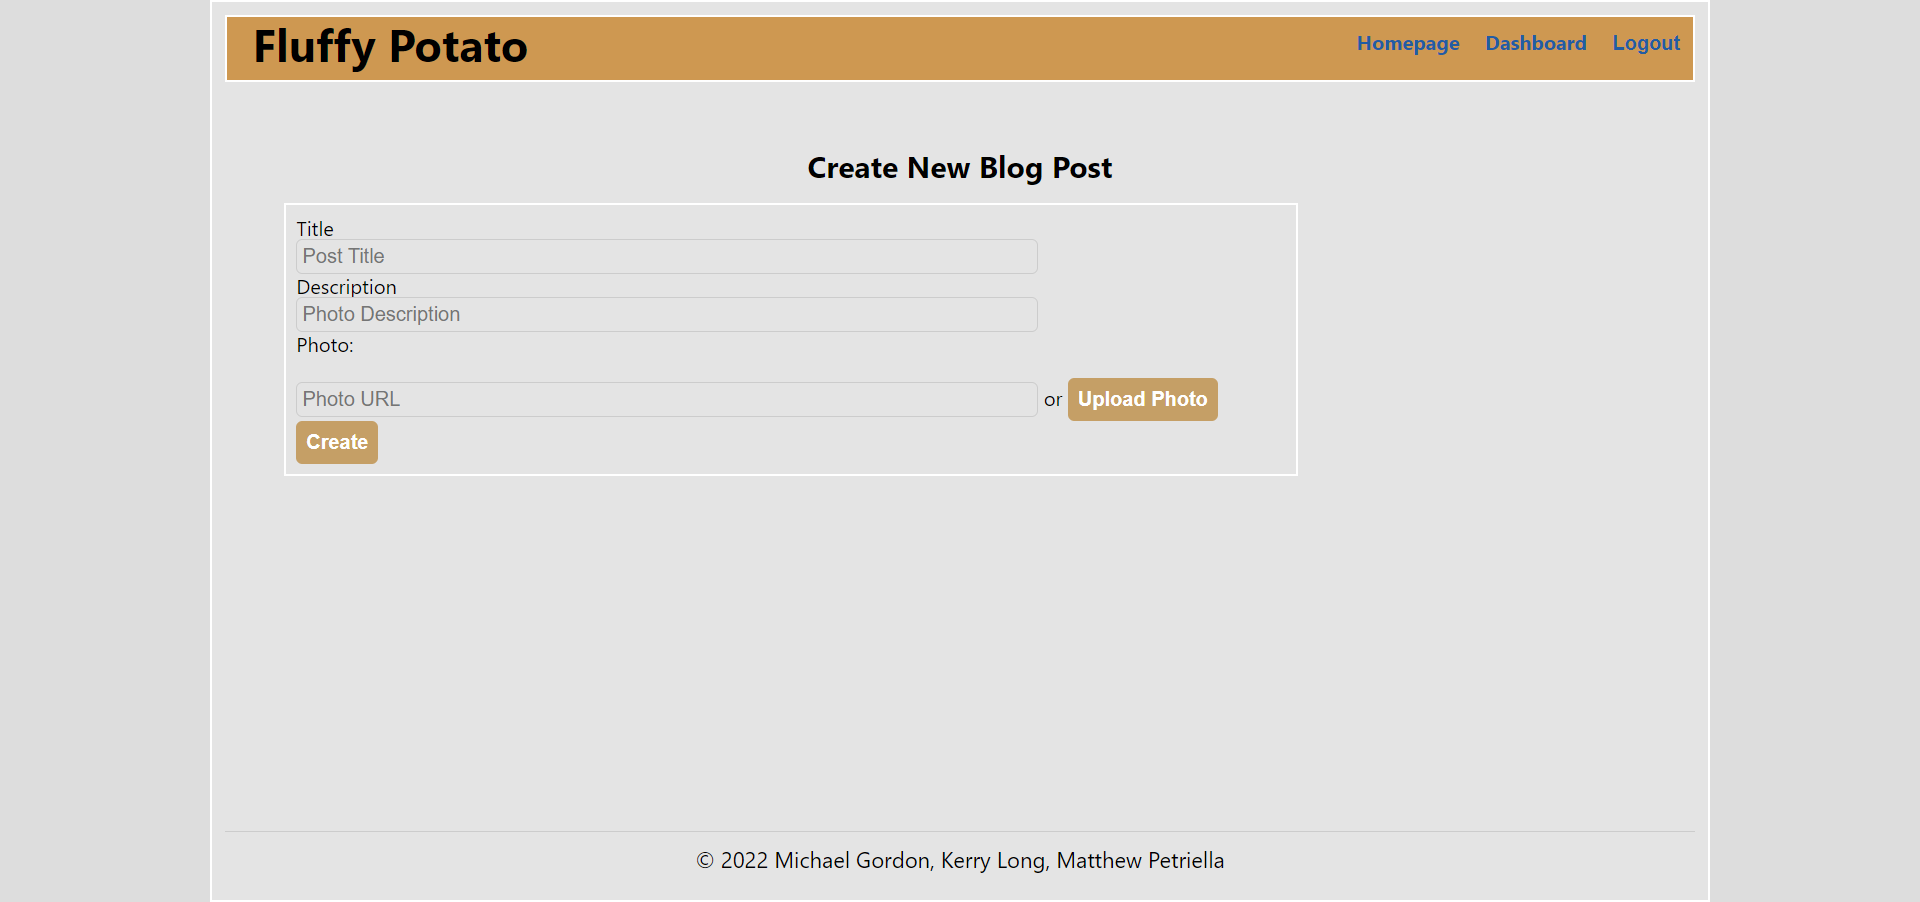 Fluffy Potato
Homepage Dashboard Logout
Create New Blog Post
Title
Post Title
Description
Photo Description
Photo:
Photo URL or Upload Photo
Create
© 2022 Michael Gordon, Kerry Long, Matthew Petriella